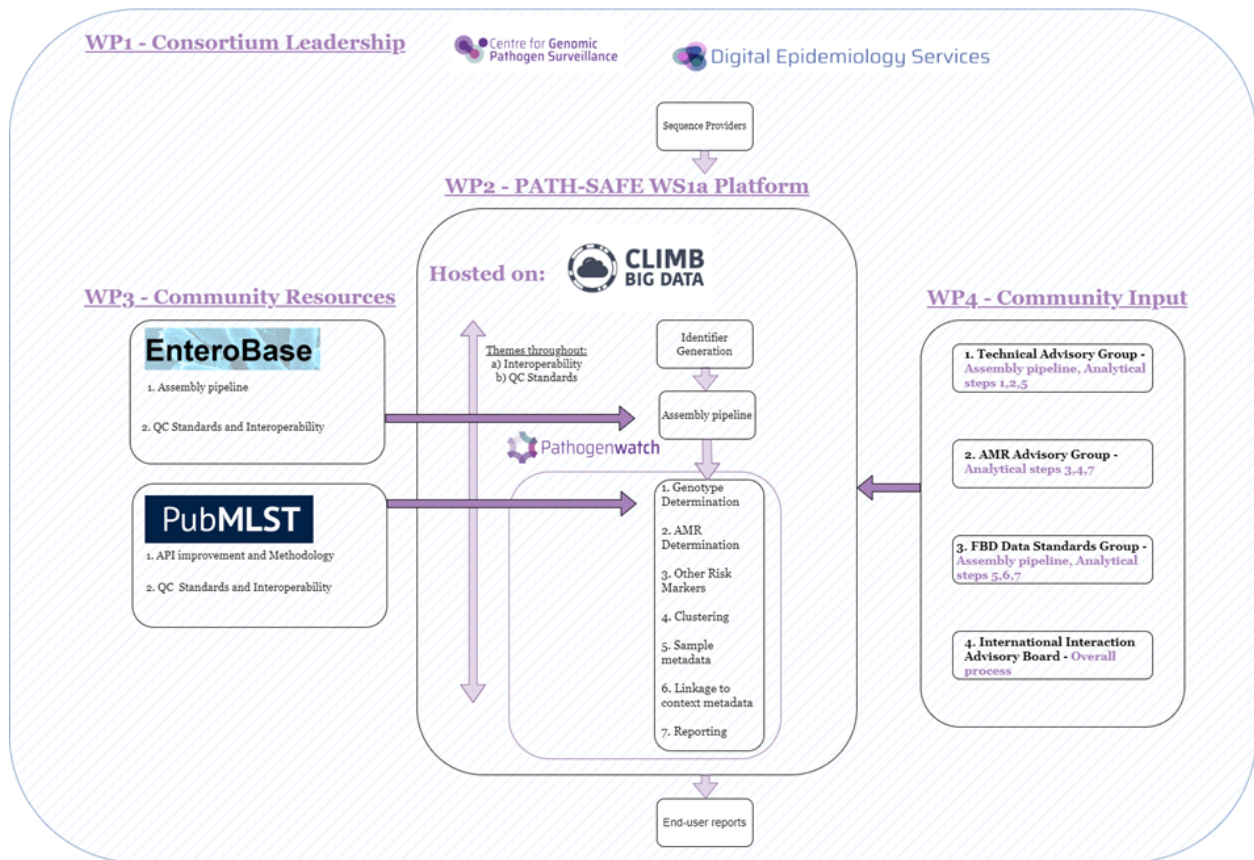 WP1 - Consortium Leadership
Centre for Genomic
Pathogen Surveillance
Digital Epidemiology Services
Sequence Providers
WP2 - PATH-SAFE WS1a Platform
Hosted on:
CLIMB
BIG DATA
WP3 - Community Resources
EnteroBase
1. Assembly pipeline
2. QC Standards and Interoperability
PubMLST
1. API improvement and Methodology
2. QC Standards and Interoperability
Themes throughout:
a) Interoperability
b) QC Standards
Identifier
Generation
Assembly pipeline
Pathogenwatch
1. Genotype
Determination
2. AMR
Determination
3. Other Risk
Markers
4. Clustering
5. Sample
metadata
6. Linkage to
context metadata
7. Reporting
End-user reports
WP4 - Community Input
1. Technical Advisory Group -
Assembly pipeline, Analytical
steps 1,2,5
2. AMR Advisory Group -
Analytical steps 3,4,7
3. FBD Data Standards Group -
Assembly pipeline, Analytical
steps 5,6,7
4. International Interaction
Advisory Board - Overall
process